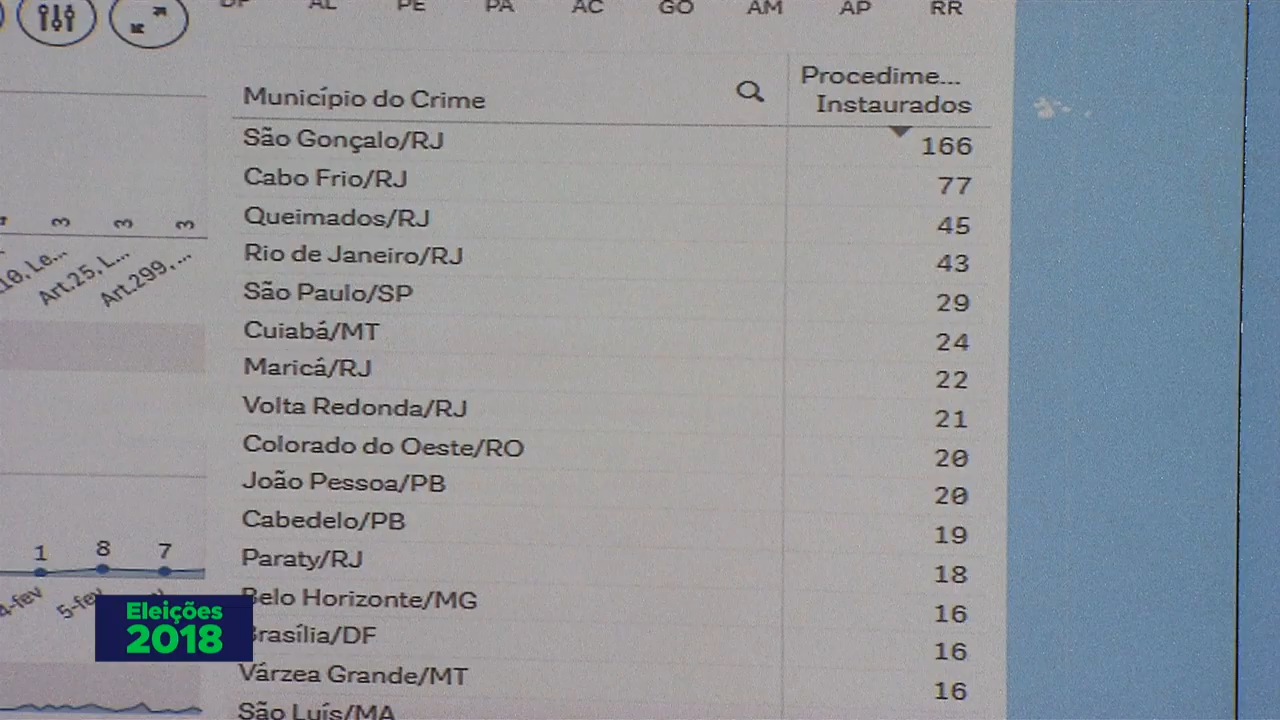 AL PE PA AC GO AM AP RR
Município do Crime
Procedime...
Instaurados
São Gonçalo/RJ 166
Cabo Frio/RJ 77
Queimados/RJ 45
Rio de Janeiro/RJ 43
São Paulo/SP 29
Cuiabá/MT 24
Maricá/RJ 22
Volta Redonda/RJ 21
Colorado do Oeste/RO 20
João Pessoa/PB 20
Cabedelo/PB 19
Paraty/RJ 18
Belo Horizonte/MG 16
Brasília/DF 16
Várzea Grande/MT 16
São Luís/MA
3 3 3
Art.25, L...
Art.299, ...
1 8 7
4-fev
5-fev
Eleições
2018